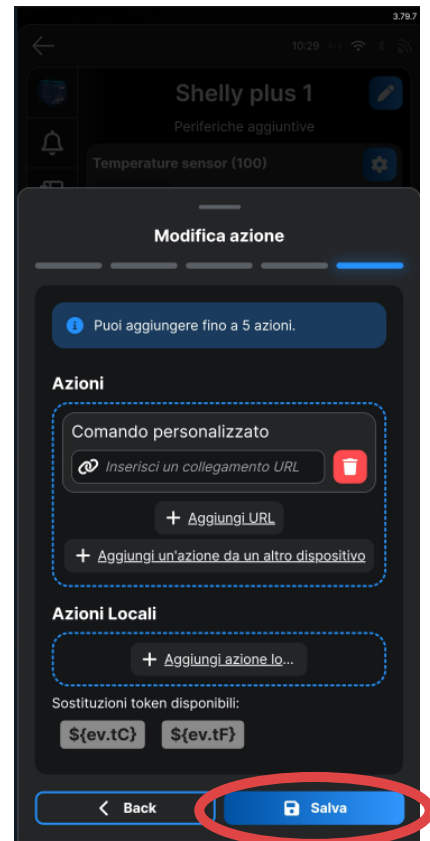 3.79.7
10:29
Shelly plus 1
Periferiche aggiuntive
Temperature sensor (100)
Modifica azione
Puoi aggiungere fino a 5 azioni.
Azioni
Comando personalizzato
Inserisci un collegamento URL
+ Aggiungi URL
+ Aggiungi un'azione da un altro dispositivo
Azioni Locali
+ Aggiungi azione lo...
Sostituzioni token disponibili:
${ev.tC} ${ev.tF}
Back
Salva